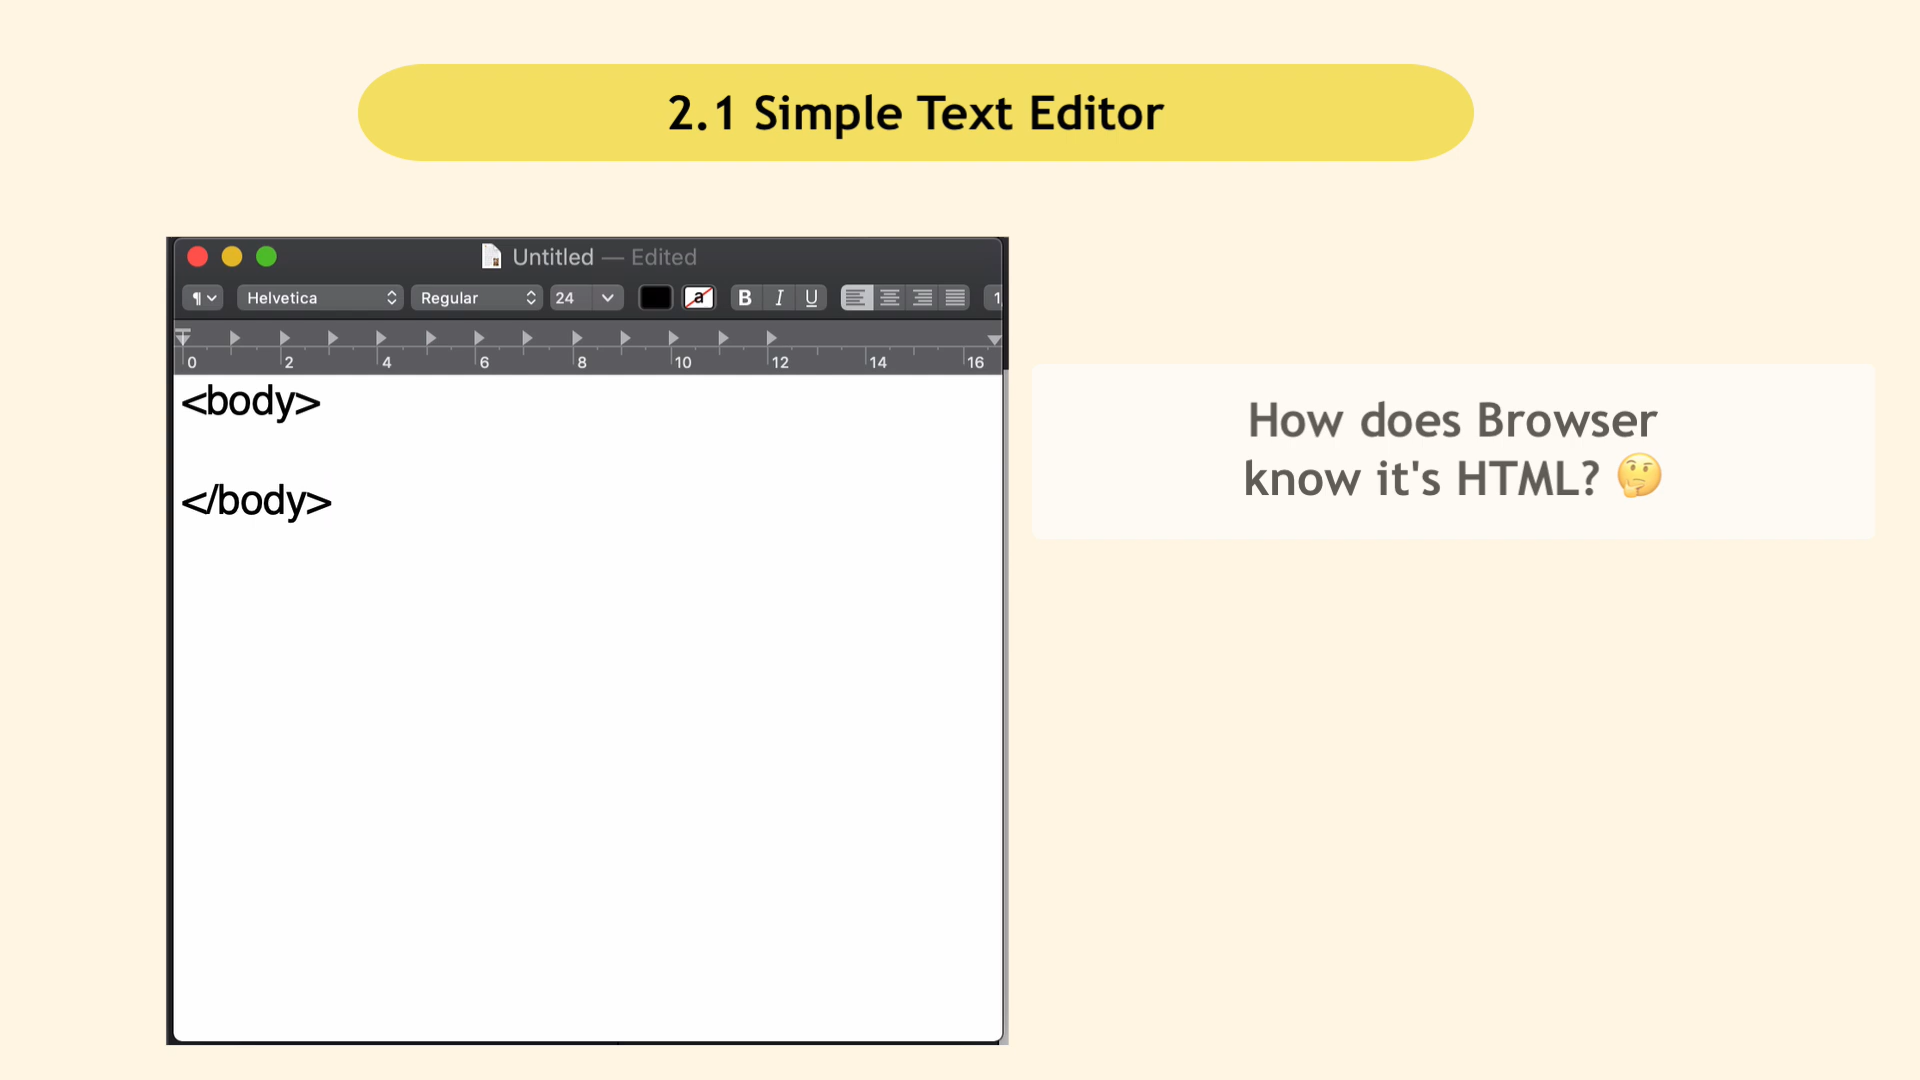 2.1 Simple Text Editor
Untitled — Edited
¶ Helvetica Regular 24 a B I U 1
0 2 4 6 8 10 12 14 16
<body>
</body>
How does Browser
know it's HTML? 🤔